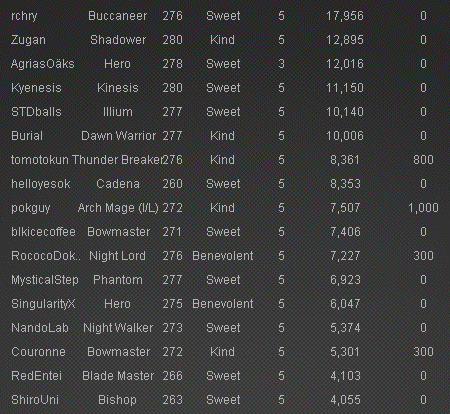 rchry Buccaneer 276 Sweet 5 17,956 0
Zugan Shadower 280 Kind 5 12,895 0
AgriasOäks Hero 278 Sweet 3 12,016 0
Kyenesis Kinesis 280 Sweet 5 11,150 0
STDballs Illium 277 Sweet 5 10,140 0
Burial Dawn Warrior 277 Kind 5 10,006 0
tomotokun Thunder Breaker 276 Kind 5 8,361 800
helloyesok Cadena 260 Sweet 5 8,353 0
pokguy Arch Mage (I/L) 272 Kind 5 7,507 1,000
blkicecoffee Bowmaster 271 Sweet 5 7,406 0
RococoDok.. Night Lord 276 Benevolent 5 7,227 300
MysticalStep Phantom 277 Sweet 5 6,923 0
SingularityX Hero 275 Benevolent 5 6,047 0
NandoLab Night Walker 273 Sweet 5 5,374 0
Couronne Bowmaster 272 Kind 5 5,301 300
RedEntei Blade Master 266 Sweet 5 4,103 0
ShiroUni Bishop 263 Sweet 5 4,055 0